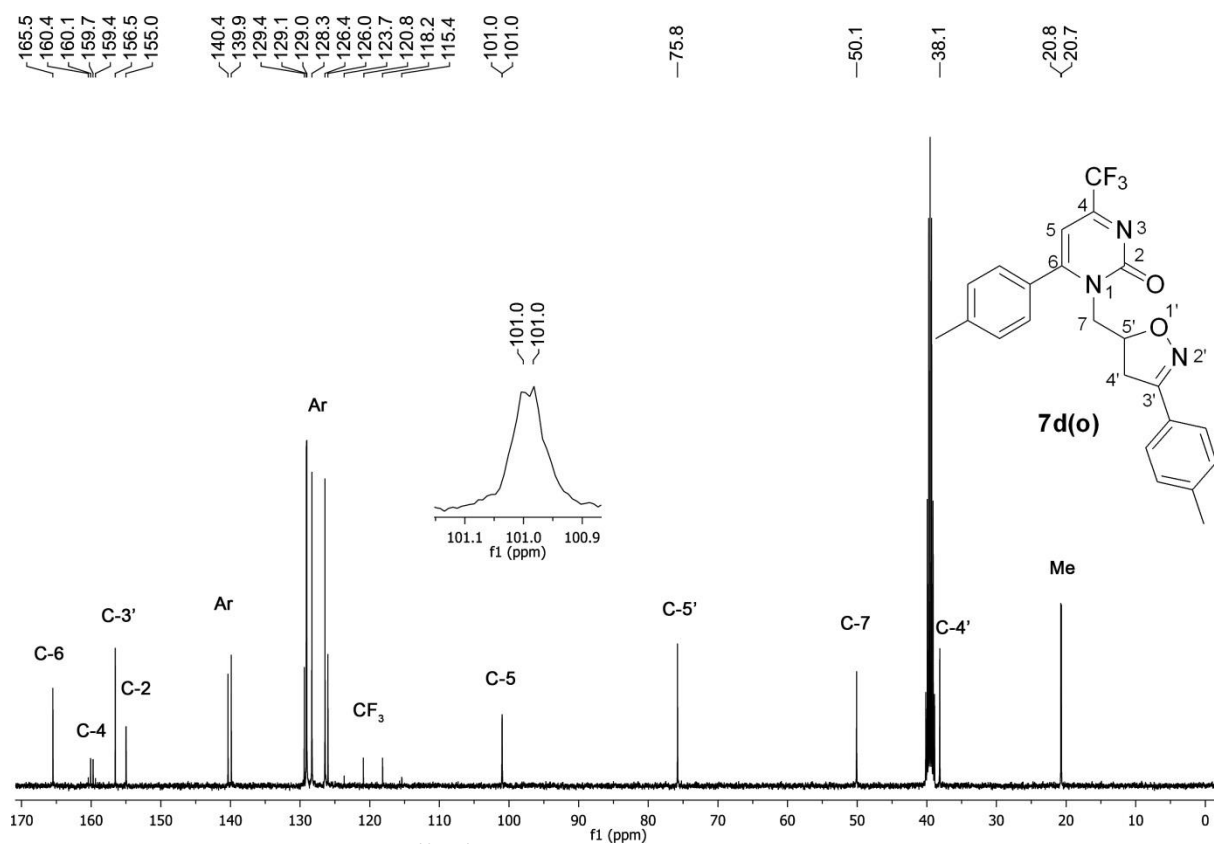 165.5
160.4
160.1
159.7
159.4
156.5
155.0
140.4
139.9
129.4
129.1
129.0
128.3
126.4
126.0
123.7
120.8
118.2
115.4
101.0
101.0
75.8
50.1
38.1
20.8
20.7
CF3
4
5
N 3
6
2
N
1
O
7
5'
O
1'
N 2'
4'
3'
7d(o)
101.0
101.0
101.1 101.0 100.9
f1 (ppm)
Ar
Ar
Me
C-3'
C-6
C-2
C-4
CF3
C-5
C-5'
C-7
C-4'
170 160 150 140 130 120 110 100 90 80 70 60 50 40 30 20 10 0
f1 (ppm)